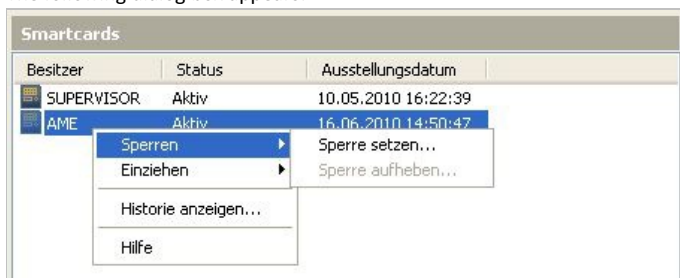 Smartcards
Besitzer Status Ausstellungsdatum
SUPERVISOR Aktiv 10.05.2010 16:22:39
AME Aktiv 16.06.2010 14:50:47
Sperren Sperre setzen...
Einziehen Sperre aufheben...
Historie anzeigen...
Hilfe